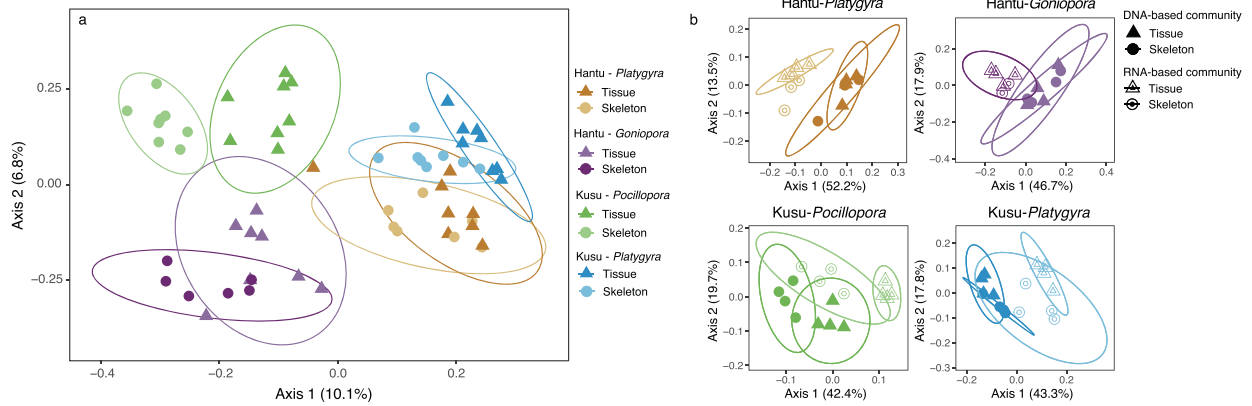 a
Axis 2 (6.8%)
0.25
0.00
−0.25
−0.4
−0.2
0.0
0.2
Axis 1 (10.1%)
Hantu - Platygyra
Tissue
Skeleton
Hantu - Goniopora
Tissue
Skeleton
Kusu - Pocillopora
Tissue
Skeleton
Kusu - Platygyra
Tissue
Skeleton
b
Hantu-Platygyra
Axis 2 (13.5%)
0.2
0.1
0.0
−0.1
−0.2
−0.2 −0.1 0.0 0.1 0.2 0.3
Axis 1 (52.2%)
Hantu-Goniopora
Axis 2 (17.9%)
0.2
0.0
−0.2
−0.4
−0.2 0.0 0.2 0.4
Axis 1 (46.7%)
Kusu-Pocillopora
Axis 2 (19.7%)
0.2
0.1
0.0
−0.1
−0.2
−0.1 0.0 0.1
Axis 1 (42.4%)
Kusu-Platygyra
Axis 2 (17.8%)
0.2
0.1
0.0
−0.1
−0.2
−0.3
−0.2 0.0 0.2
Axis 1 (43.3%)
DNA-based community
Tissue
Skeleton
RNA-based community
Tissue
Skeleton